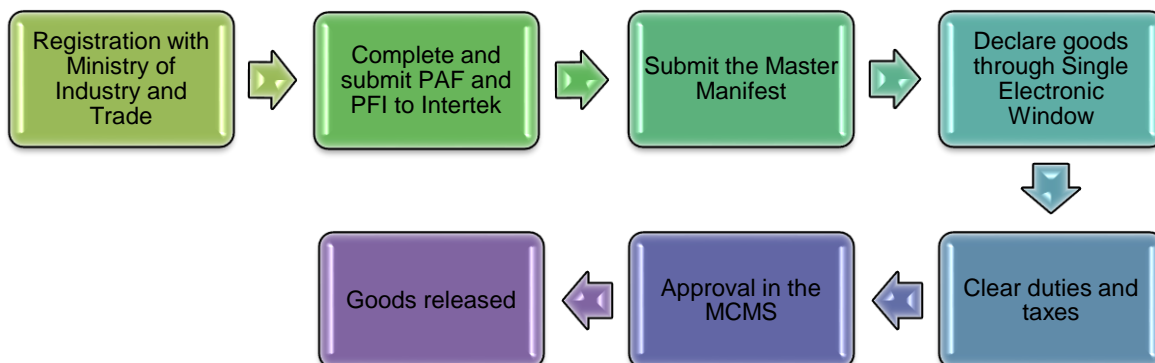 Registration with
Ministry of
Industry and
Trade
Complete and
submit PAF and
PFI to Intertek
Submit the Master
Manifest
Declare goods
through Single
Electronic
Window
Clear duties and
taxes
Approval in the
MCMS
Goods released